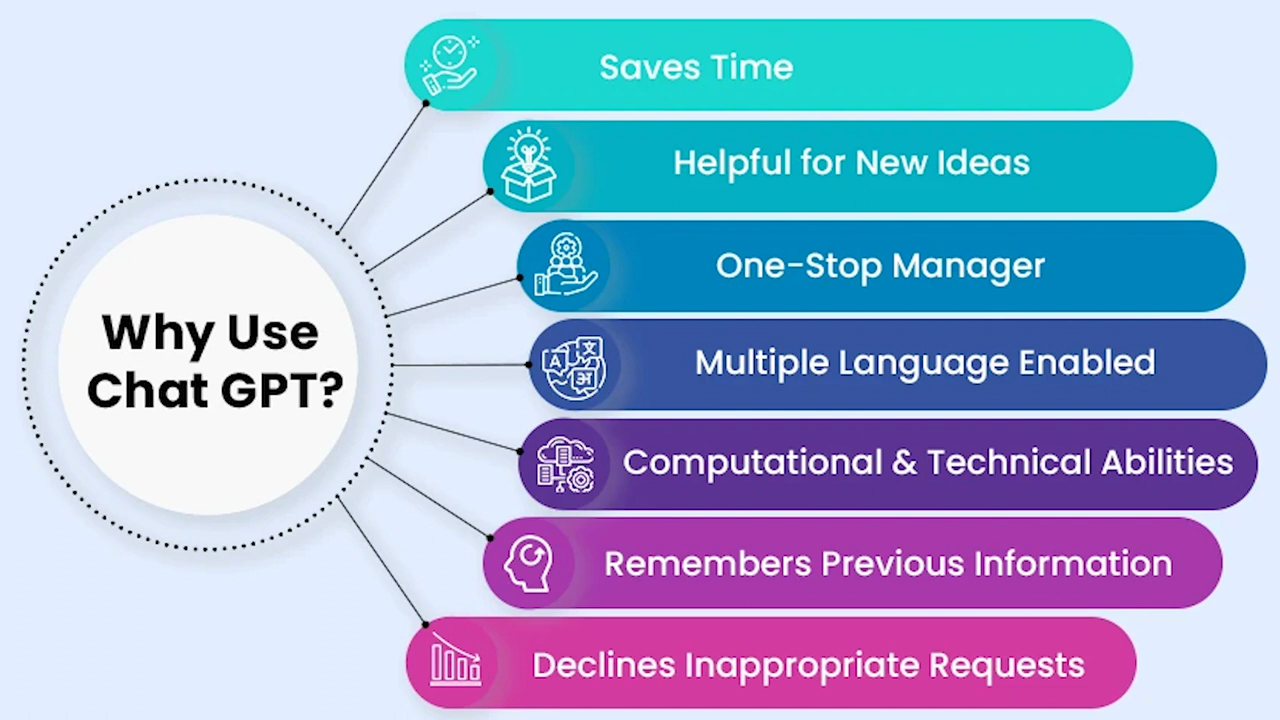 Why Use
Chat GPT?
Saves Time
Helpful for New Ideas
One-Stop Manager
Multiple Language Enabled
Computational & Technical Abilities
Remembers Previous Information
Declines Inappropriate Requests